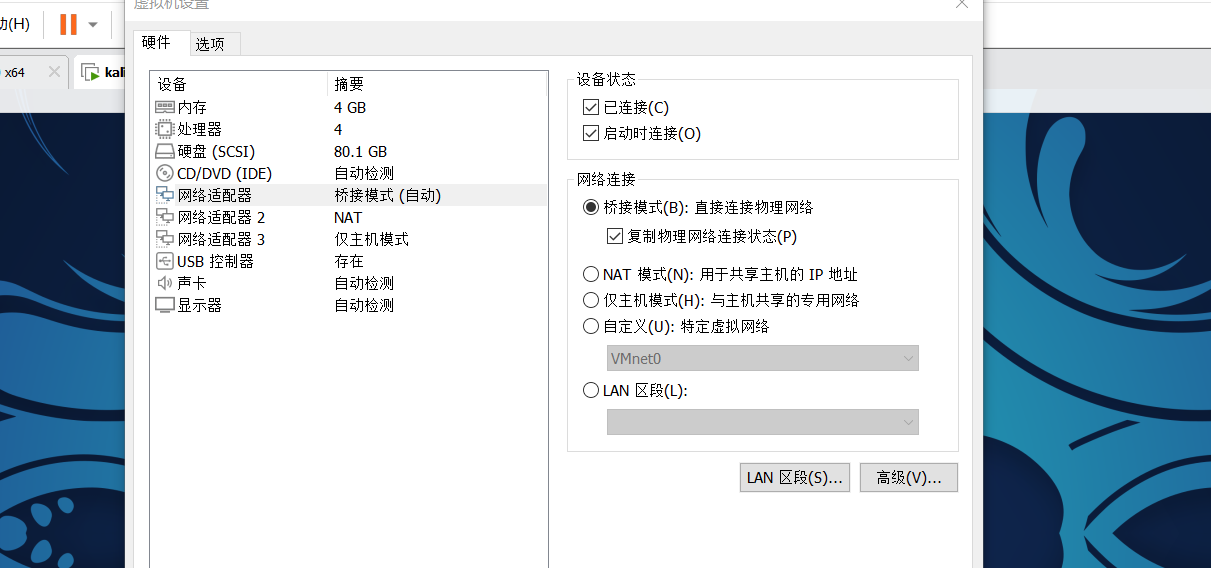 动(H)
虚拟机设置
硬件 选项
x64
kali
设备 摘要
内存 4 GB
处理器 4
硬盘 (SCSI) 80.1 GB
CD/DVD (IDE) 自动检测
网络适配器 桥接模式 (自动)
网络适配器 2 NAT
网络适配器 3 仅主机模式
USB 控制器 存在
声卡 自动检测
显示器 自动检测
设备状态
已连接(C)
启动时连接(O)
网络连接
桥接模式(B): 直接连接物理网络
复制物理网络连接状态(P)
NAT 模式(N): 用于共享主机的 IP 地址
仅主机模式(H): 与主机共享的专用网络
自定义(U): 特定虚拟网络
VMnet0
LAN 区段(L):
LAN 区段(S)... 高级(V)...